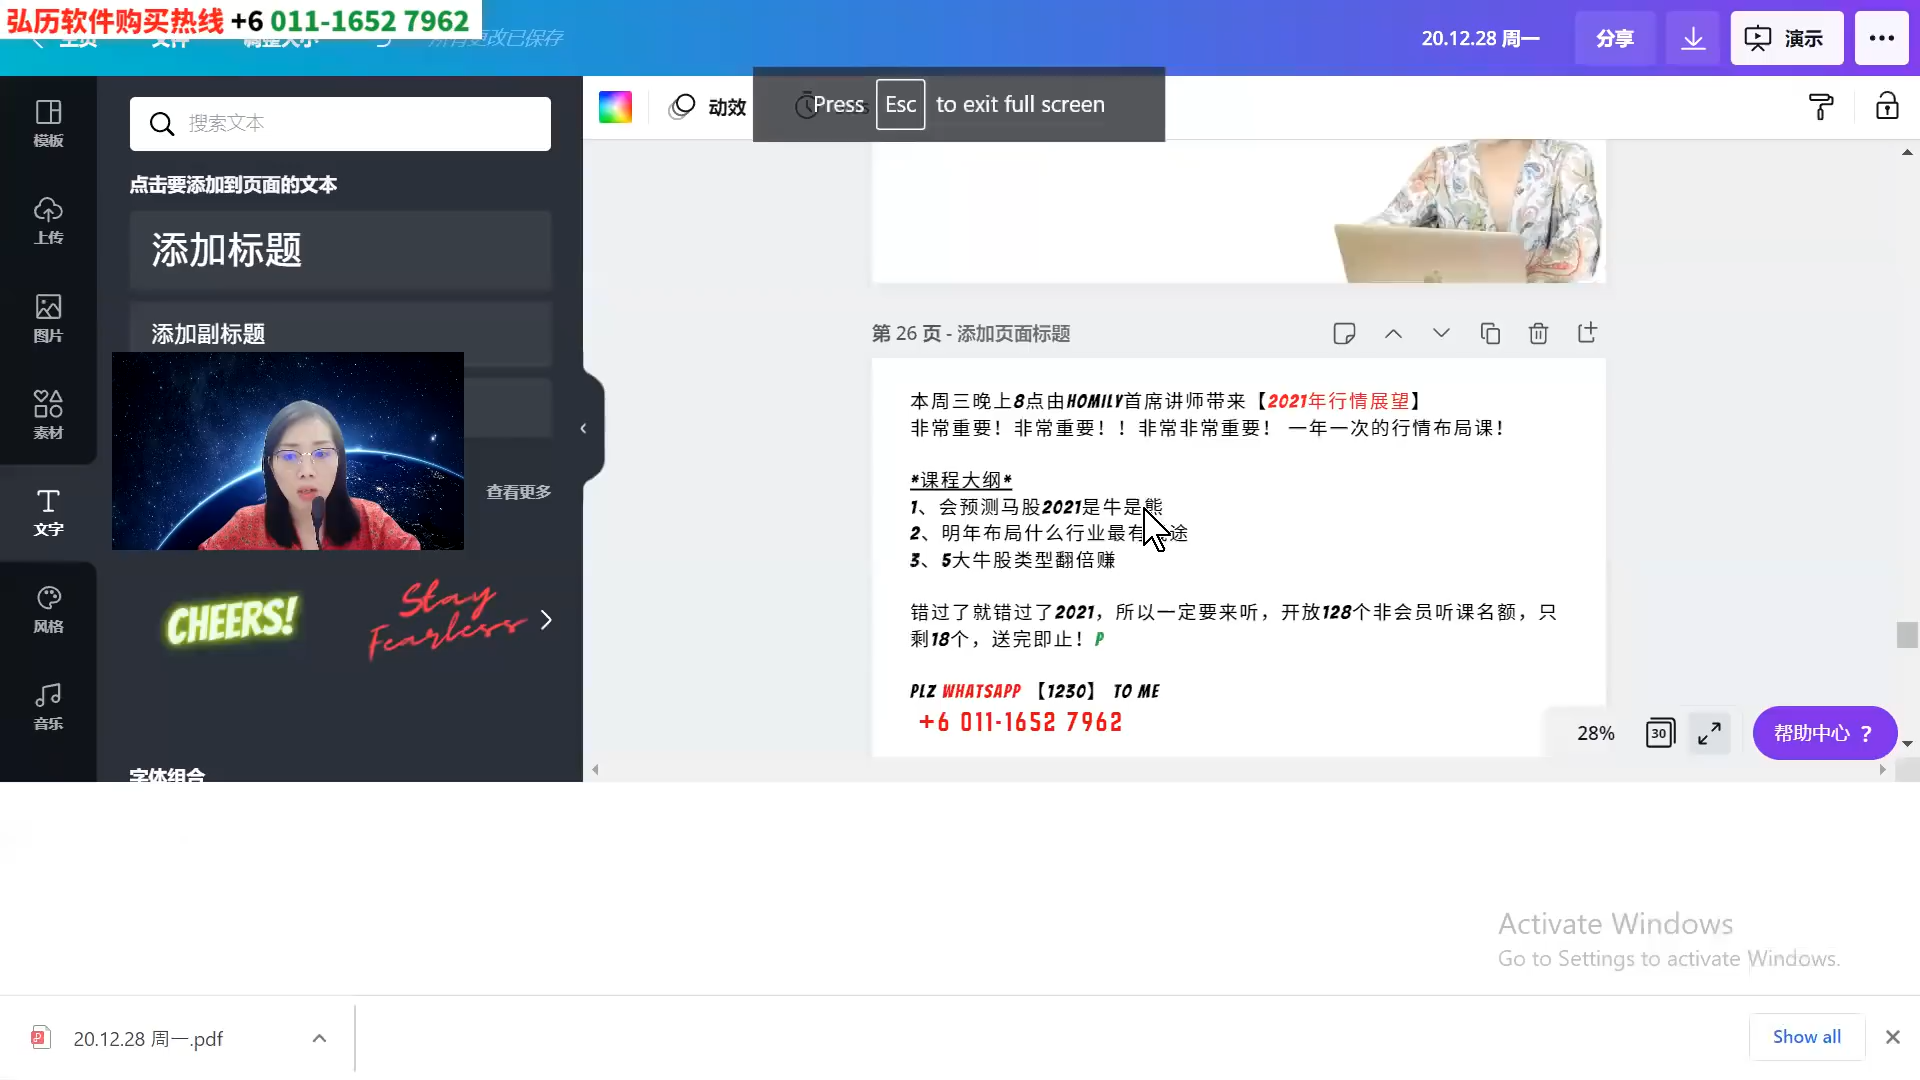 弘历软件购买热线 +6 011-1652 7962
所有更改已保存
20.12.28 周一
分享
演示
动效
Press Esc to exit full screen
搜索文本
点击要添加到页面的文本
添加标题
添加副标题
查看更多
CHEERS!
Stay
Fearless
字体组合
模板
上传
图片
素材
文字
风格
音乐
第 26 页 - 添加页面标题
本周三晚上8点由HOMILY首席讲师带来【2021年行情展望】
非常重要！非常重要！！非常非常重要！ 一年一次的行情布局课！
*课程大纲*
1、会预测马股2021是牛是熊
2、明年布局什么行业最有 途
3、5大牛股类型翻倍赚
错过了就错过了2021，所以一定要来听，开放128个非会员听课名额，只
剩18个，送完即止！P
PLZ WHATSAPP 【1230】 TO ME
+6 011-1652 7962
28%
30
帮助中心 ?
Activate Windows
Go to Settings to activate Windows.
20.12.28 周一.pdf
Show all